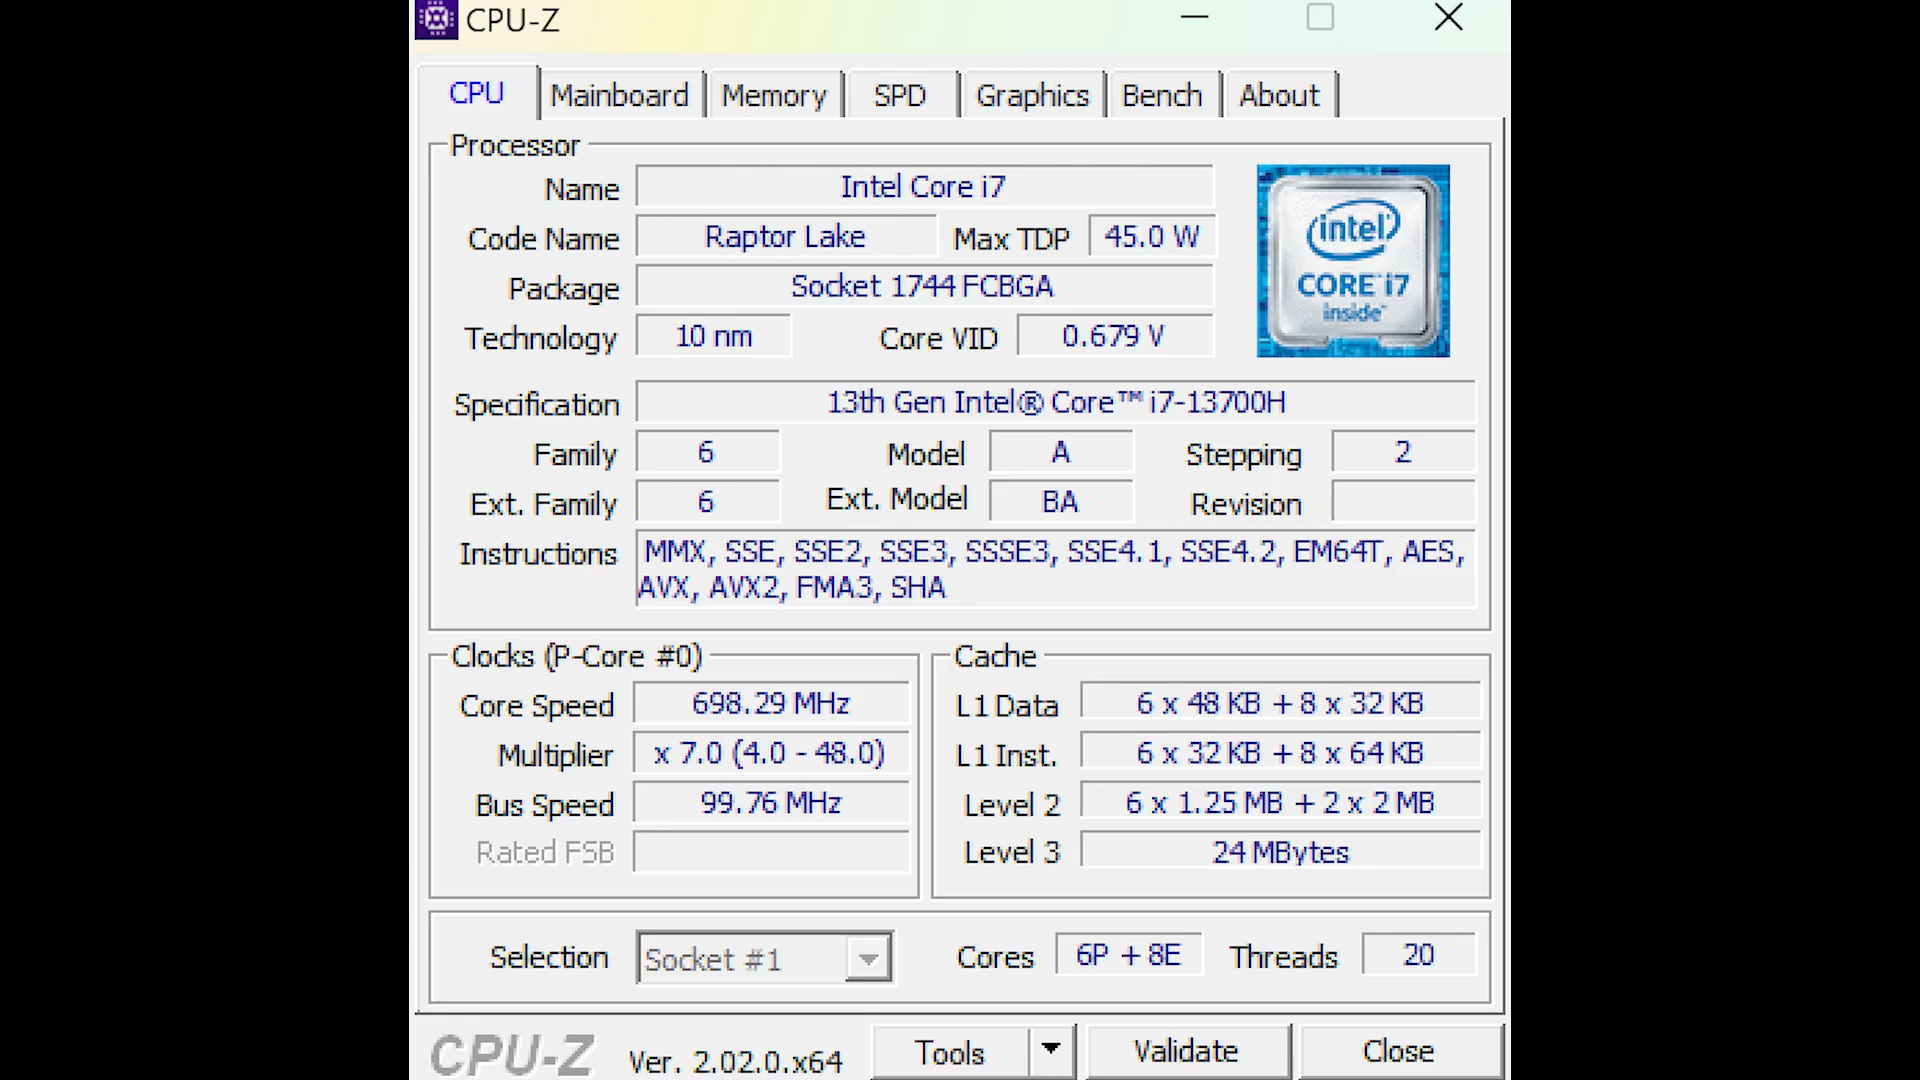 CPU-Z
CPU Mainboard Memory SPD Graphics Bench About
Processor
Name Intel Core i7
Code Name Raptor Lake Max TDP 45.0 W
Package Socket 1744 FCBGA
Technology 10 nm Core VID 0.679 V
intel
CORE™ i7
inside™
Specification 13th Gen Intel® Core™ i7-13700H
Family 6 Model A Stepping 2
Ext. Family 6 Ext. Model BA Revision
Instructions MMX, SSE, SSE2, SSE3, SSSE3, SSE4.1, SSE4.2, EM64T, AES,
AVX, AVX2, FMA3, SHA
Clocks (P-Core #0)
Core Speed 698.29 MHz
Multiplier x 7.0 (4.0 - 48.0)
Bus Speed 99.76 MHz
Rated FSB
Cache
L1 Data 6 x 48 KB + 8 x 32 KB
L1 Inst. 6 x 32 KB + 8 x 64 KB
Level 2 6 x 1.25 MB + 2 x 2 MB
Level 3 24 MBytes
Selection Socket #1 Cores 6P + 8E Threads 20
CPU-Z Ver. 2.02.0.x64 Tools Validate Close